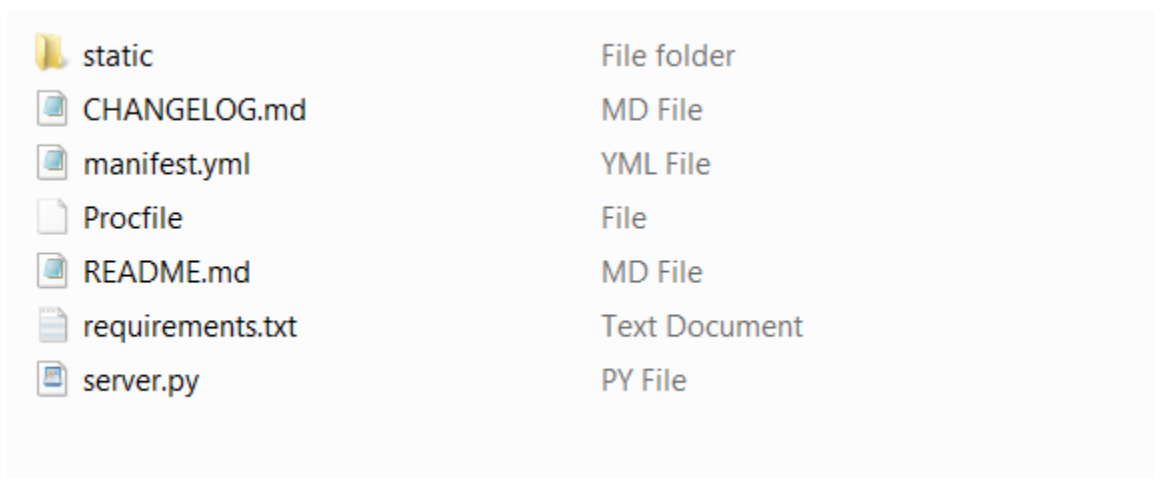 static File folder
CHANGELOG.md MD File
manifest.yml YML File
Procfile File
README.md MD File
requirements.txt Text Document
server.py PY File